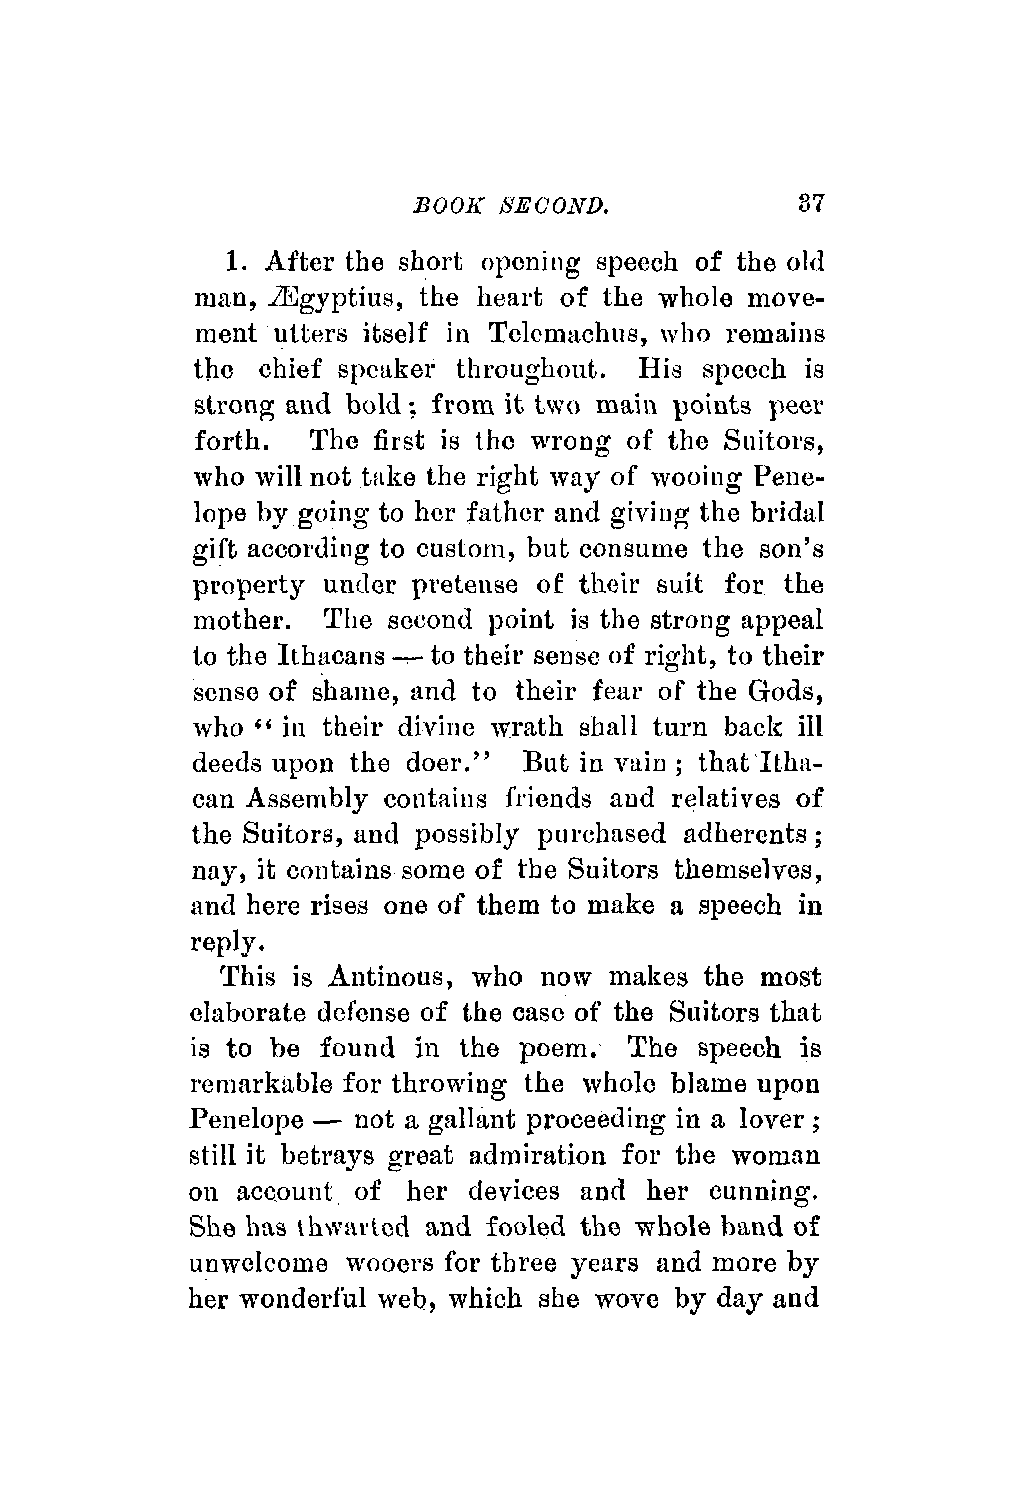 BOOK SECOND. 37
1. After the short opening speech of the old
man, Ægyptius, the heart of the whole move-
ment utters itself in Telemachus, who remains
the chief speaker throughout. His speech is
strong and bold; from it two main points peer
forth. The first is the wrong of the Suitors,
who will not take the right way of wooing Pene-
lope by going to her father and giving the bridal
gift according to custom, but consume the son's
property under pretense of their suit for the
mother. The second point is the strong appeal
to the Ithacans — to their sense of right, to their
sense of shame, and to their fear of the Gods,
who "in their divine wrath shall turn back ill
deeds upon the doer." But in vain; that Itha-
can Assembly contains friends and relatives of
the Suitors, and possibly purchased adherents;
nay, it contains some of the Suitors themselves,
and here rises one of them to make a speech in
reply.
This is Antinous, who now makes the most
elaborate defense of the case of the Suitors that
is to be found in the poem. The speech is
remarkable for throwing the whole blame upon
Penelope — not a gallant proceeding in a lover;
still it betrays great admiration for the woman
on account of her devices and her cunning.
She has thwarted and fooled the whole band of
unwelcome wooers for three years and more by
her wonderful web, which she wove by day and